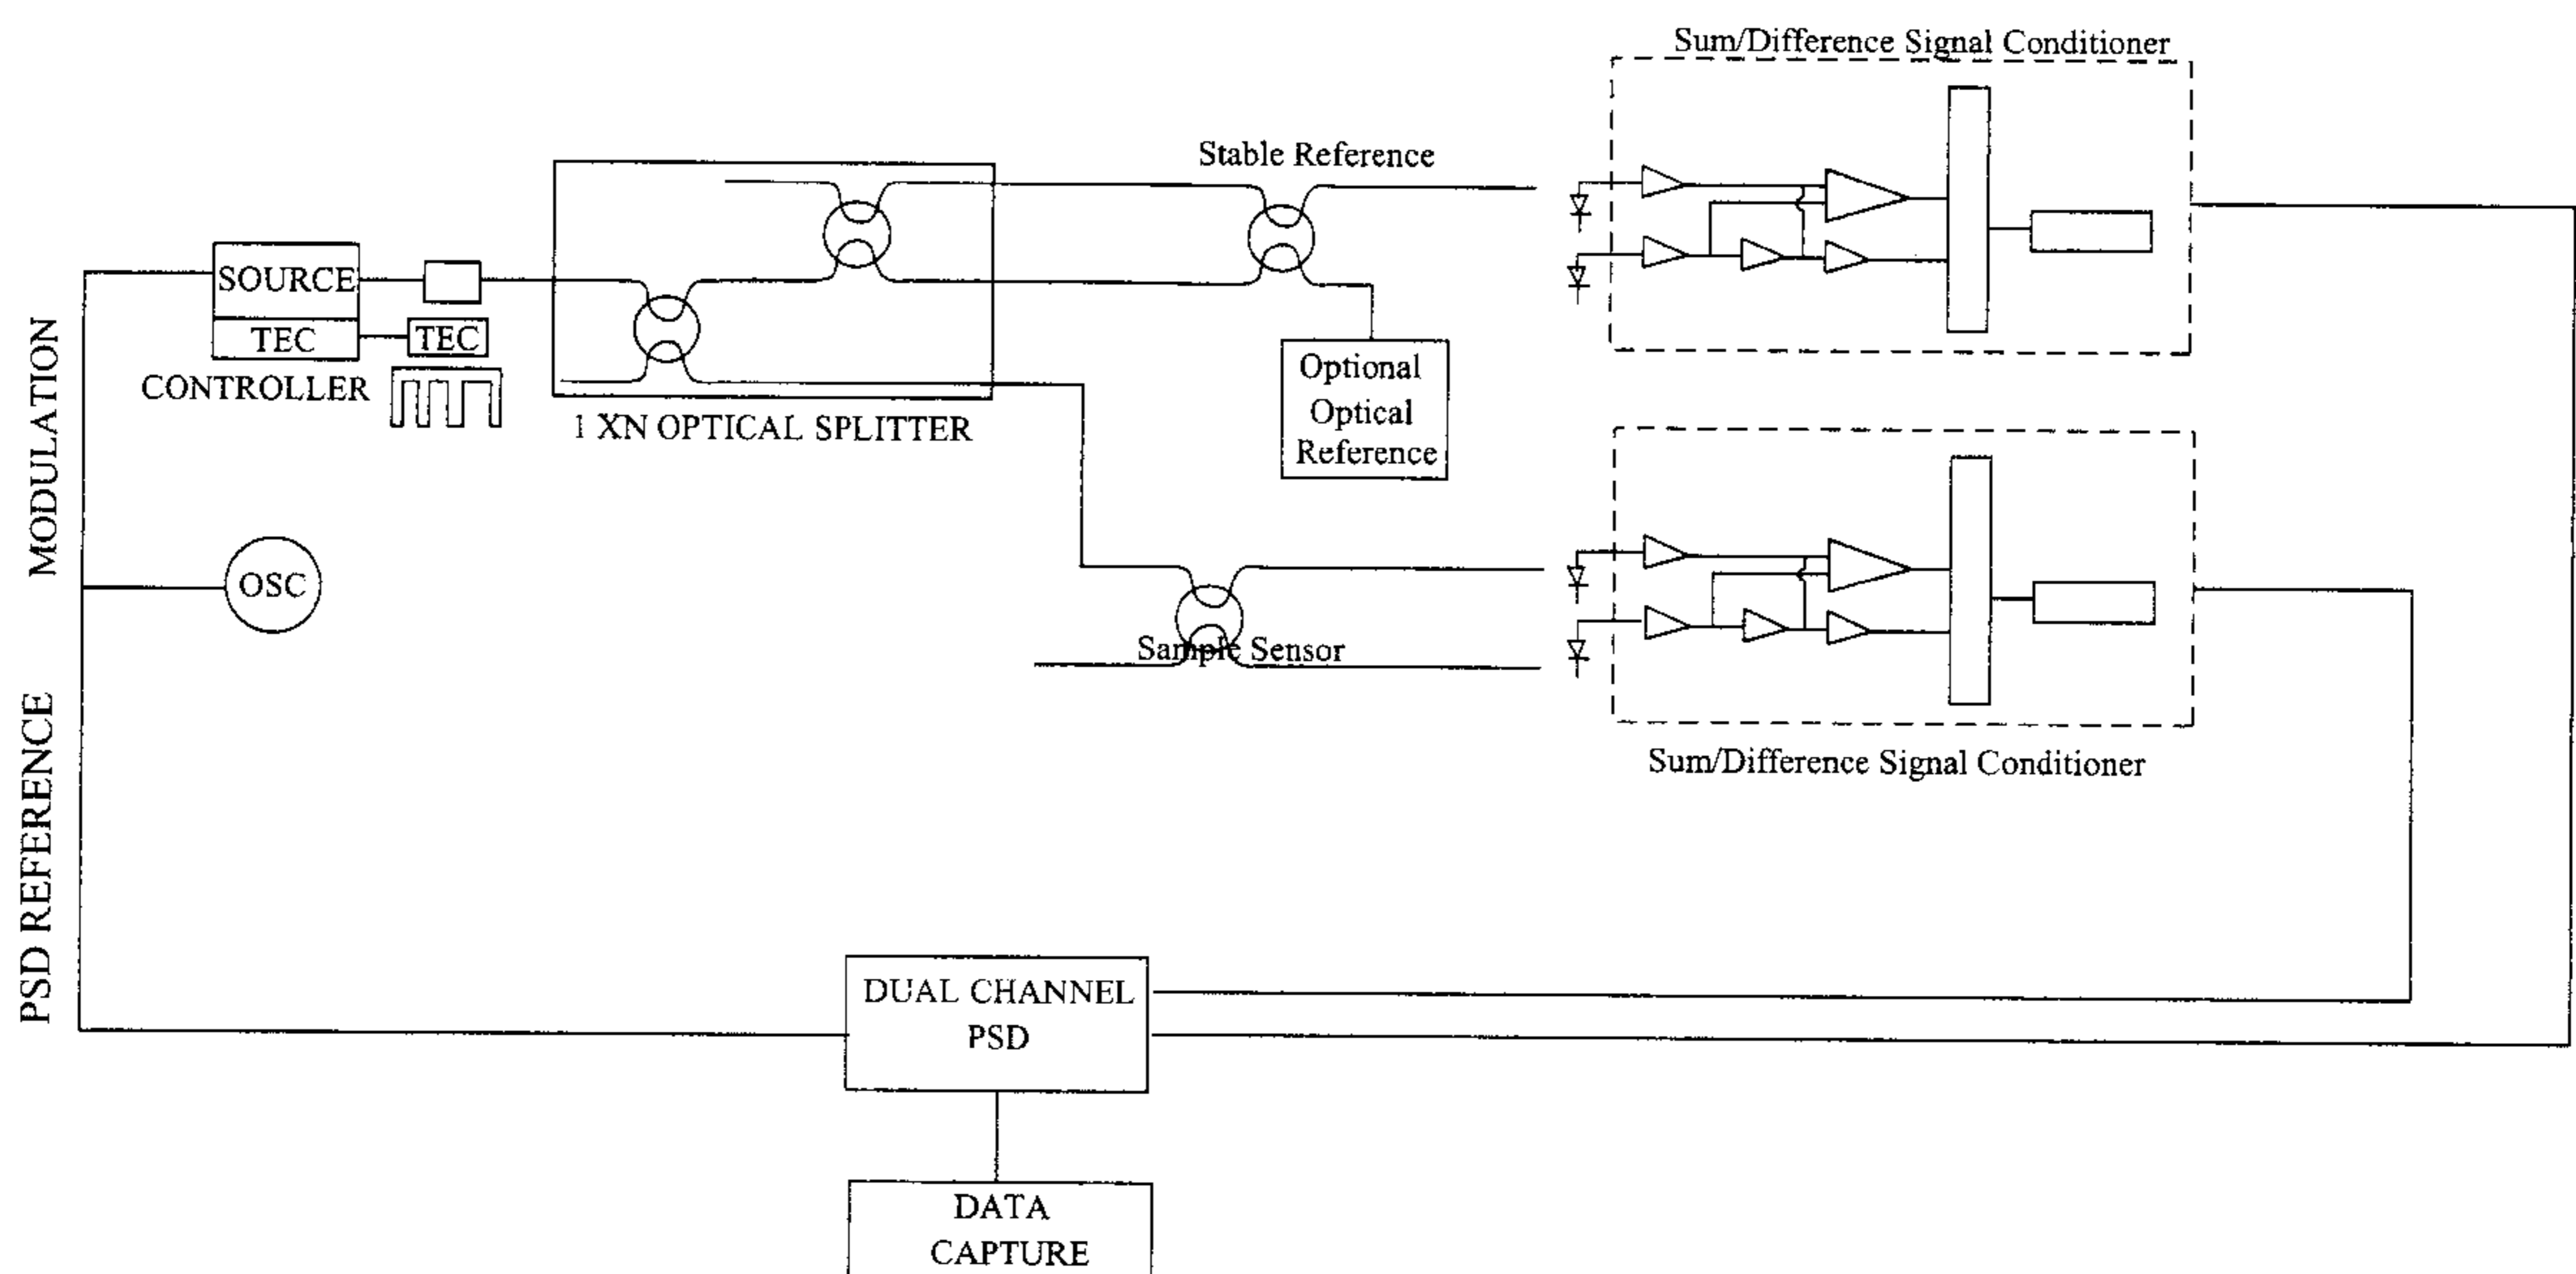 Sum/Difference Signal Conditioner
Stable Reference
SOURCE
TEC
TEC
CONTROLLER
1 XN OPTICAL SPLITTER
Optional
Optical
Reference
MODULATION
OSC
Sample Sensor
Sum/Difference Signal Conditioner
PSD REFERENCE
DUAL CHANNEL
PSD
DATA
CAPTURE